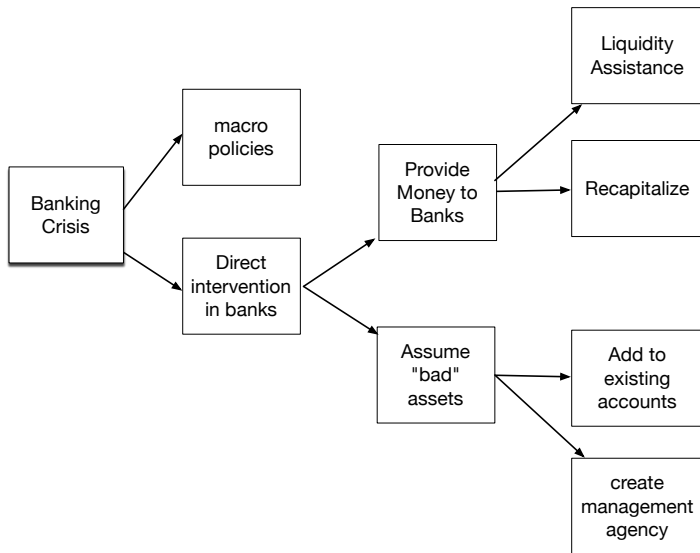 Banking
Crisis
macro
policies
Direct
intervention
in banks
Provide
Money to
Banks
Assume
"bad"
assets
Liquidity
Assistance
Recapitalize
Add to
existing
accounts
create
management
agency